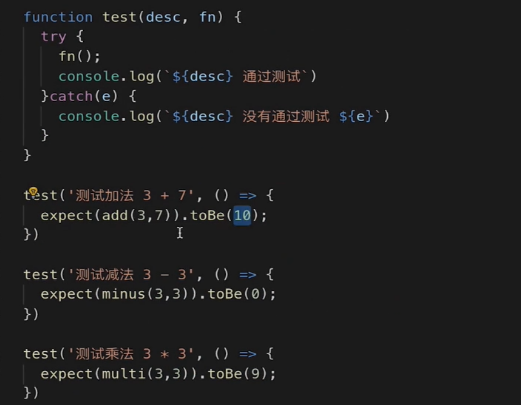 function test(desc, fn) {
  try {
    fn();
    console.log(`${desc} 通过测试`)
  }catch(e) {
    console.log(`${desc} 没有通过测试 ${e}`)
  }
}
test('测试加法 3 + 7', () => {
  expect(add(3,7)).toBe(10);
})
test('测试减法 3 - 3', () => {
  expect(minus(3,3)).toBe(0);
})
test('测试乘法 3 * 3', () => {
  expect(multi(3,3)).toBe(9);
})